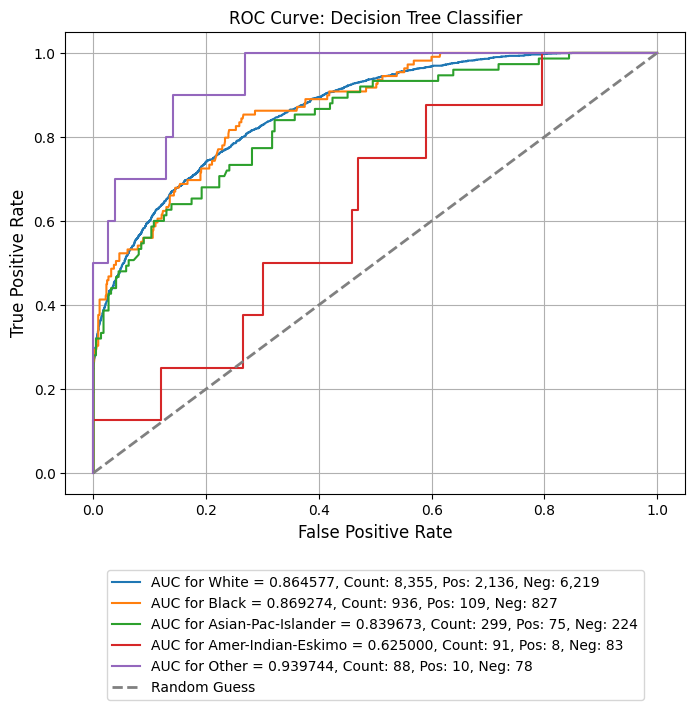 ROC Curve: Decision Tree Classifier
1.0
0.8
0.6
0.4
0.2
0.0
True Positive Rate
0.0 0.2 0.4 0.6 0.8 1.0
False Positive Rate
AUC for White = 0.864577, Count: 8,355, Pos: 2,136, Neg: 6,219
AUC for Black = 0.869274, Count: 936, Pos: 109, Neg: 827
AUC for Asian-Pac-Islander = 0.839673, Count: 299, Pos: 75, Neg: 224
AUC for Amer-Indian-Eskimo = 0.625000, Count: 91, Pos: 8, Neg: 83
AUC for Other = 0.939744, Count: 88, Pos: 10, Neg: 78
Random Guess